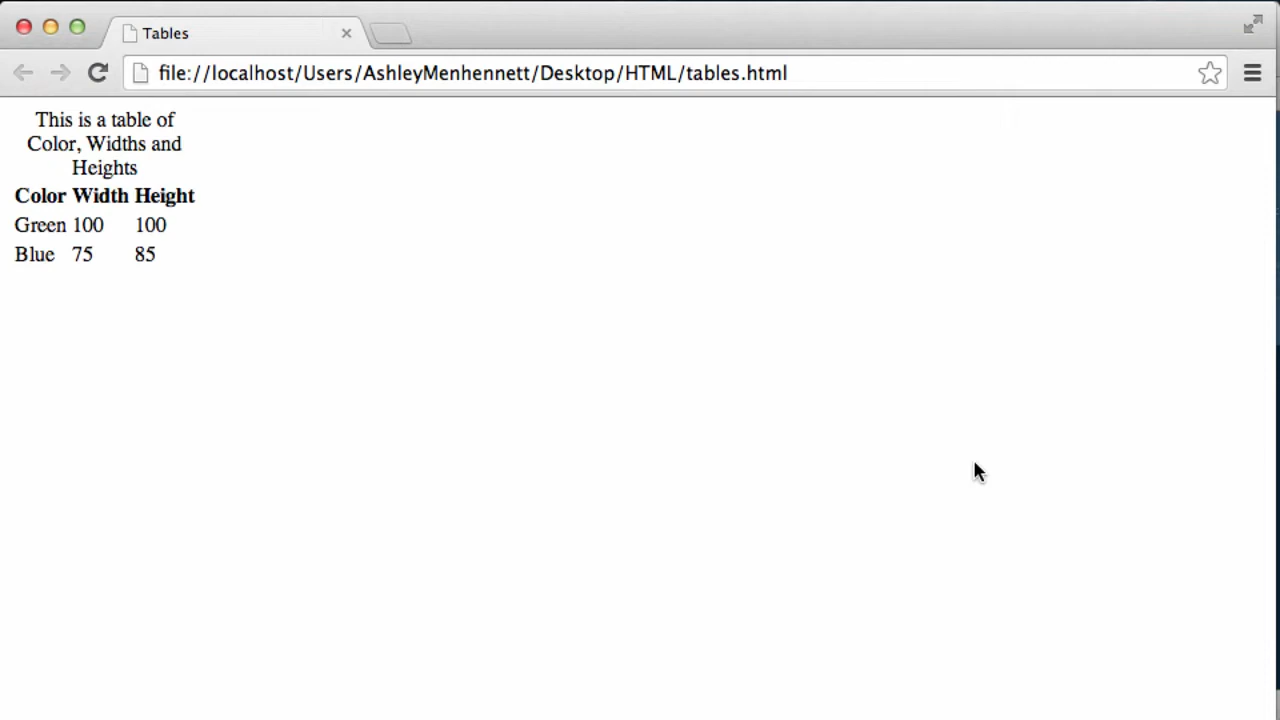 Tables
file://localhost/Users/AshleyMenhennett/Desktop/HTML/tables.html
This is a table of
Color, Widths and
Heights
Color Width Height
Green 100 100
Blue 75 85